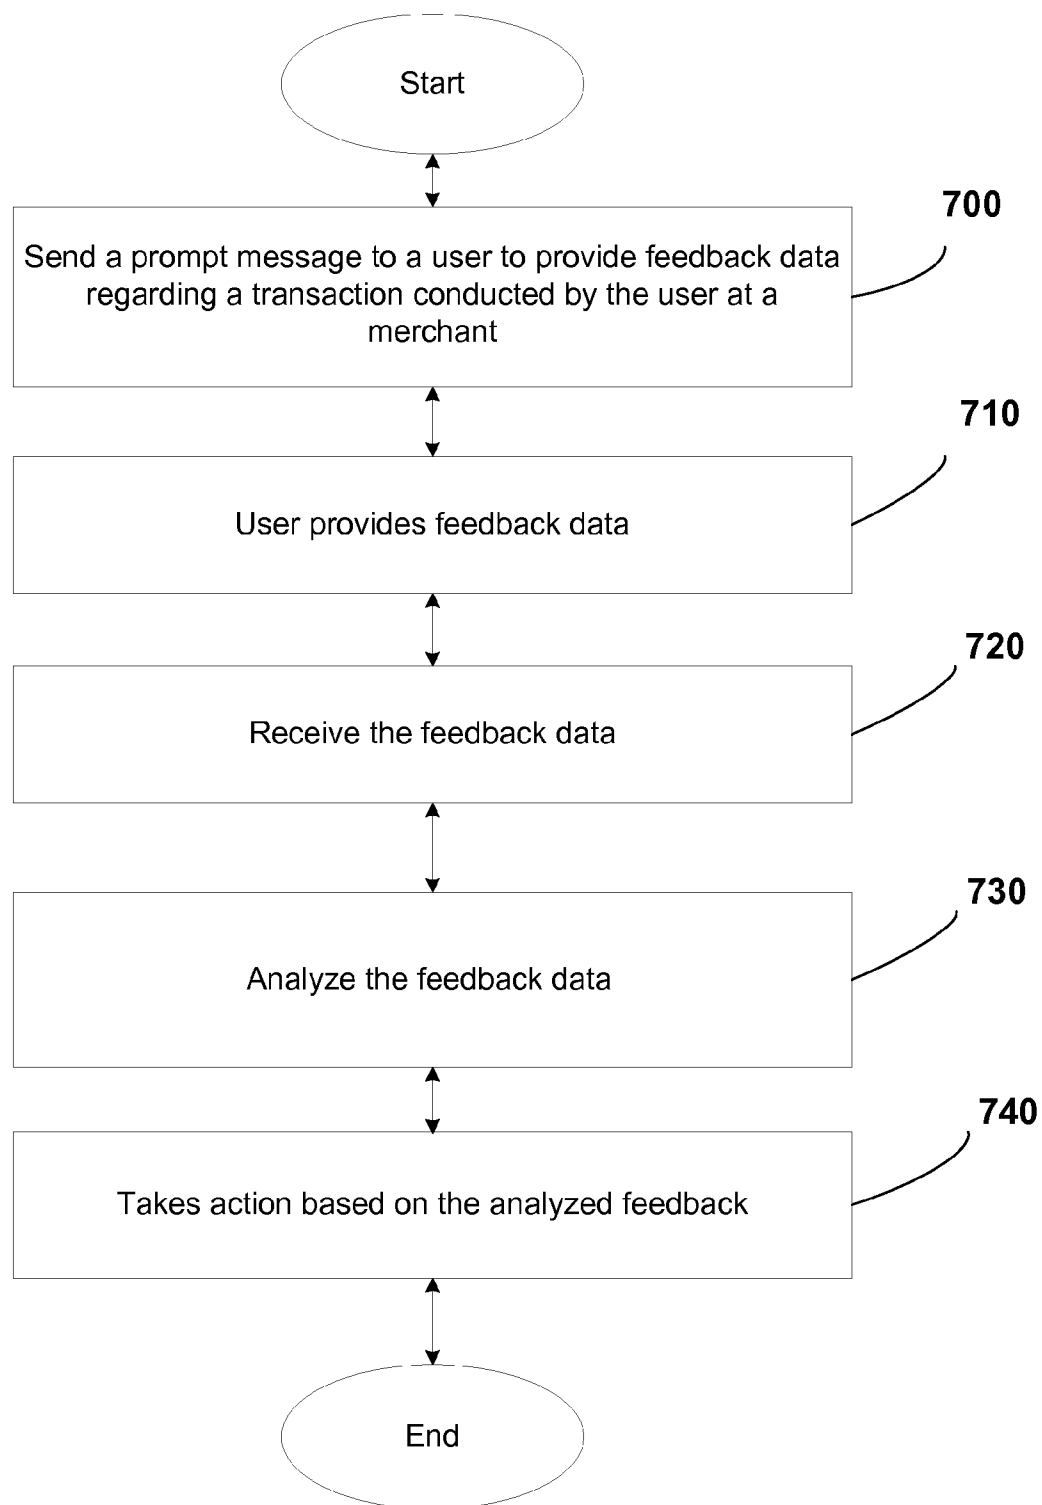 Start
700
Send a prompt message to a user to provide feedback data
regarding a transaction conducted by the user at a
merchant
710
User provides feedback data
720
Receive the feedback data
730
Analyze the feedback data
740
Takes action based on the analyzed feedback
End